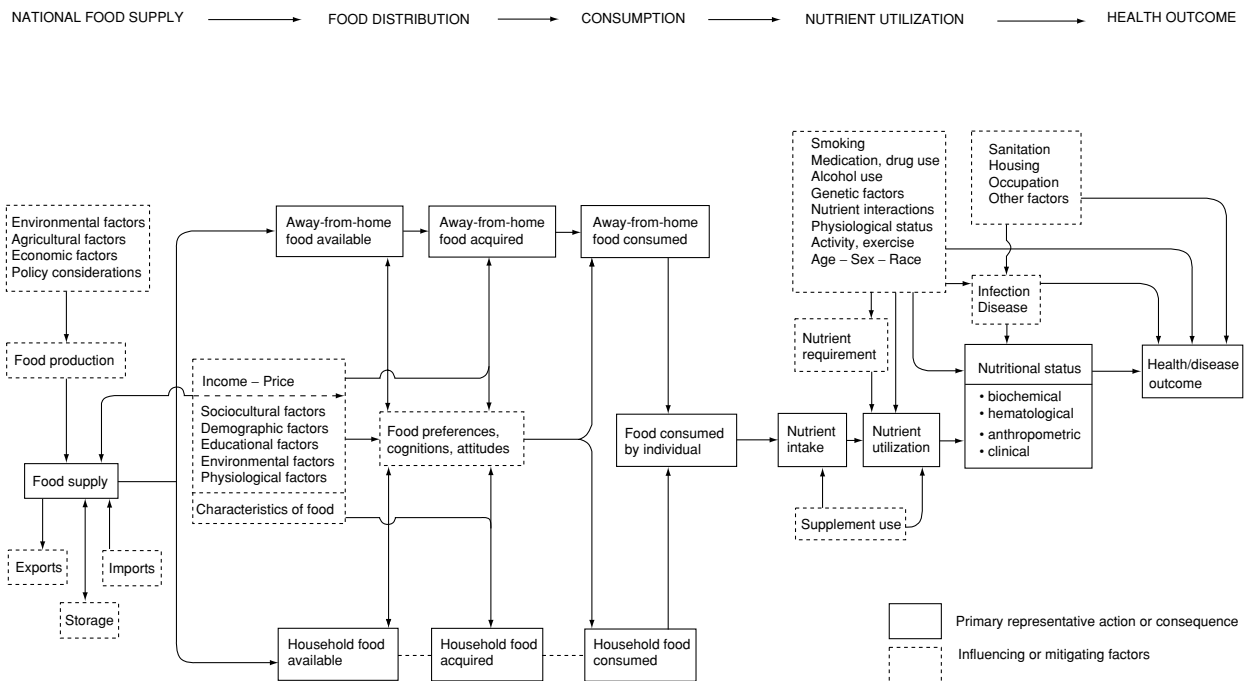 NATIONAL FOOD SUPPLY
FOOD DISTRIBUTION
CONSUMPTION
NUTRIENT UTILIZATION
HEALTH OUTCOME
Environmental factors
Agricultural factors
Economic factors
Policy considerations
Food production
Food supply
Exports
Imports
Storage
Away-from-home
food available
Away-from-home
food acquired
Away-from-home
food consumed
Income – Price
Sociocultural factors
Demographic factors
Educational factors
Environmental factors
Physiological factors
Characteristics of food
Food preferences,
cognitions, attitudes
Household food
available
Household food
acquired
Household food
consumed
Food consumed
by individual
Smoking
Medication, drug use
Alcohol use
Genetic factors
Nutrient interactions
Physiological status
Activity, exercise
Age – Sex – Race
Sanitation
Housing
Occupation
Other factors
Infection
Disease
Nutrient
requirement
Nutrient
intake
Nutrient
utilization
Supplement use
Nutritional status
• biochemical
• hematological
• anthropometric
• clinical
Health/disease
outcome
Primary representative action or consequence
Influencing or mitigating factors